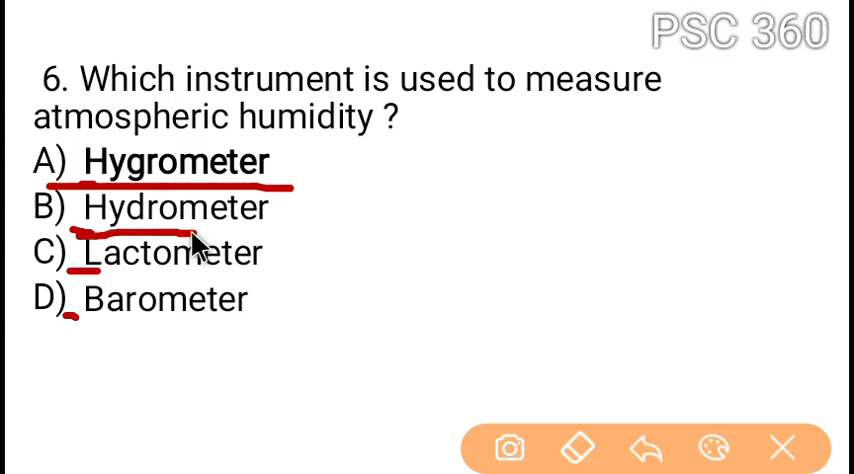 PSC 360
6. Which instrument is used to measure
atmospheric humidity ?
A) Hygrometer
B) Hydrometer
C) Lactometer
D) Barometer